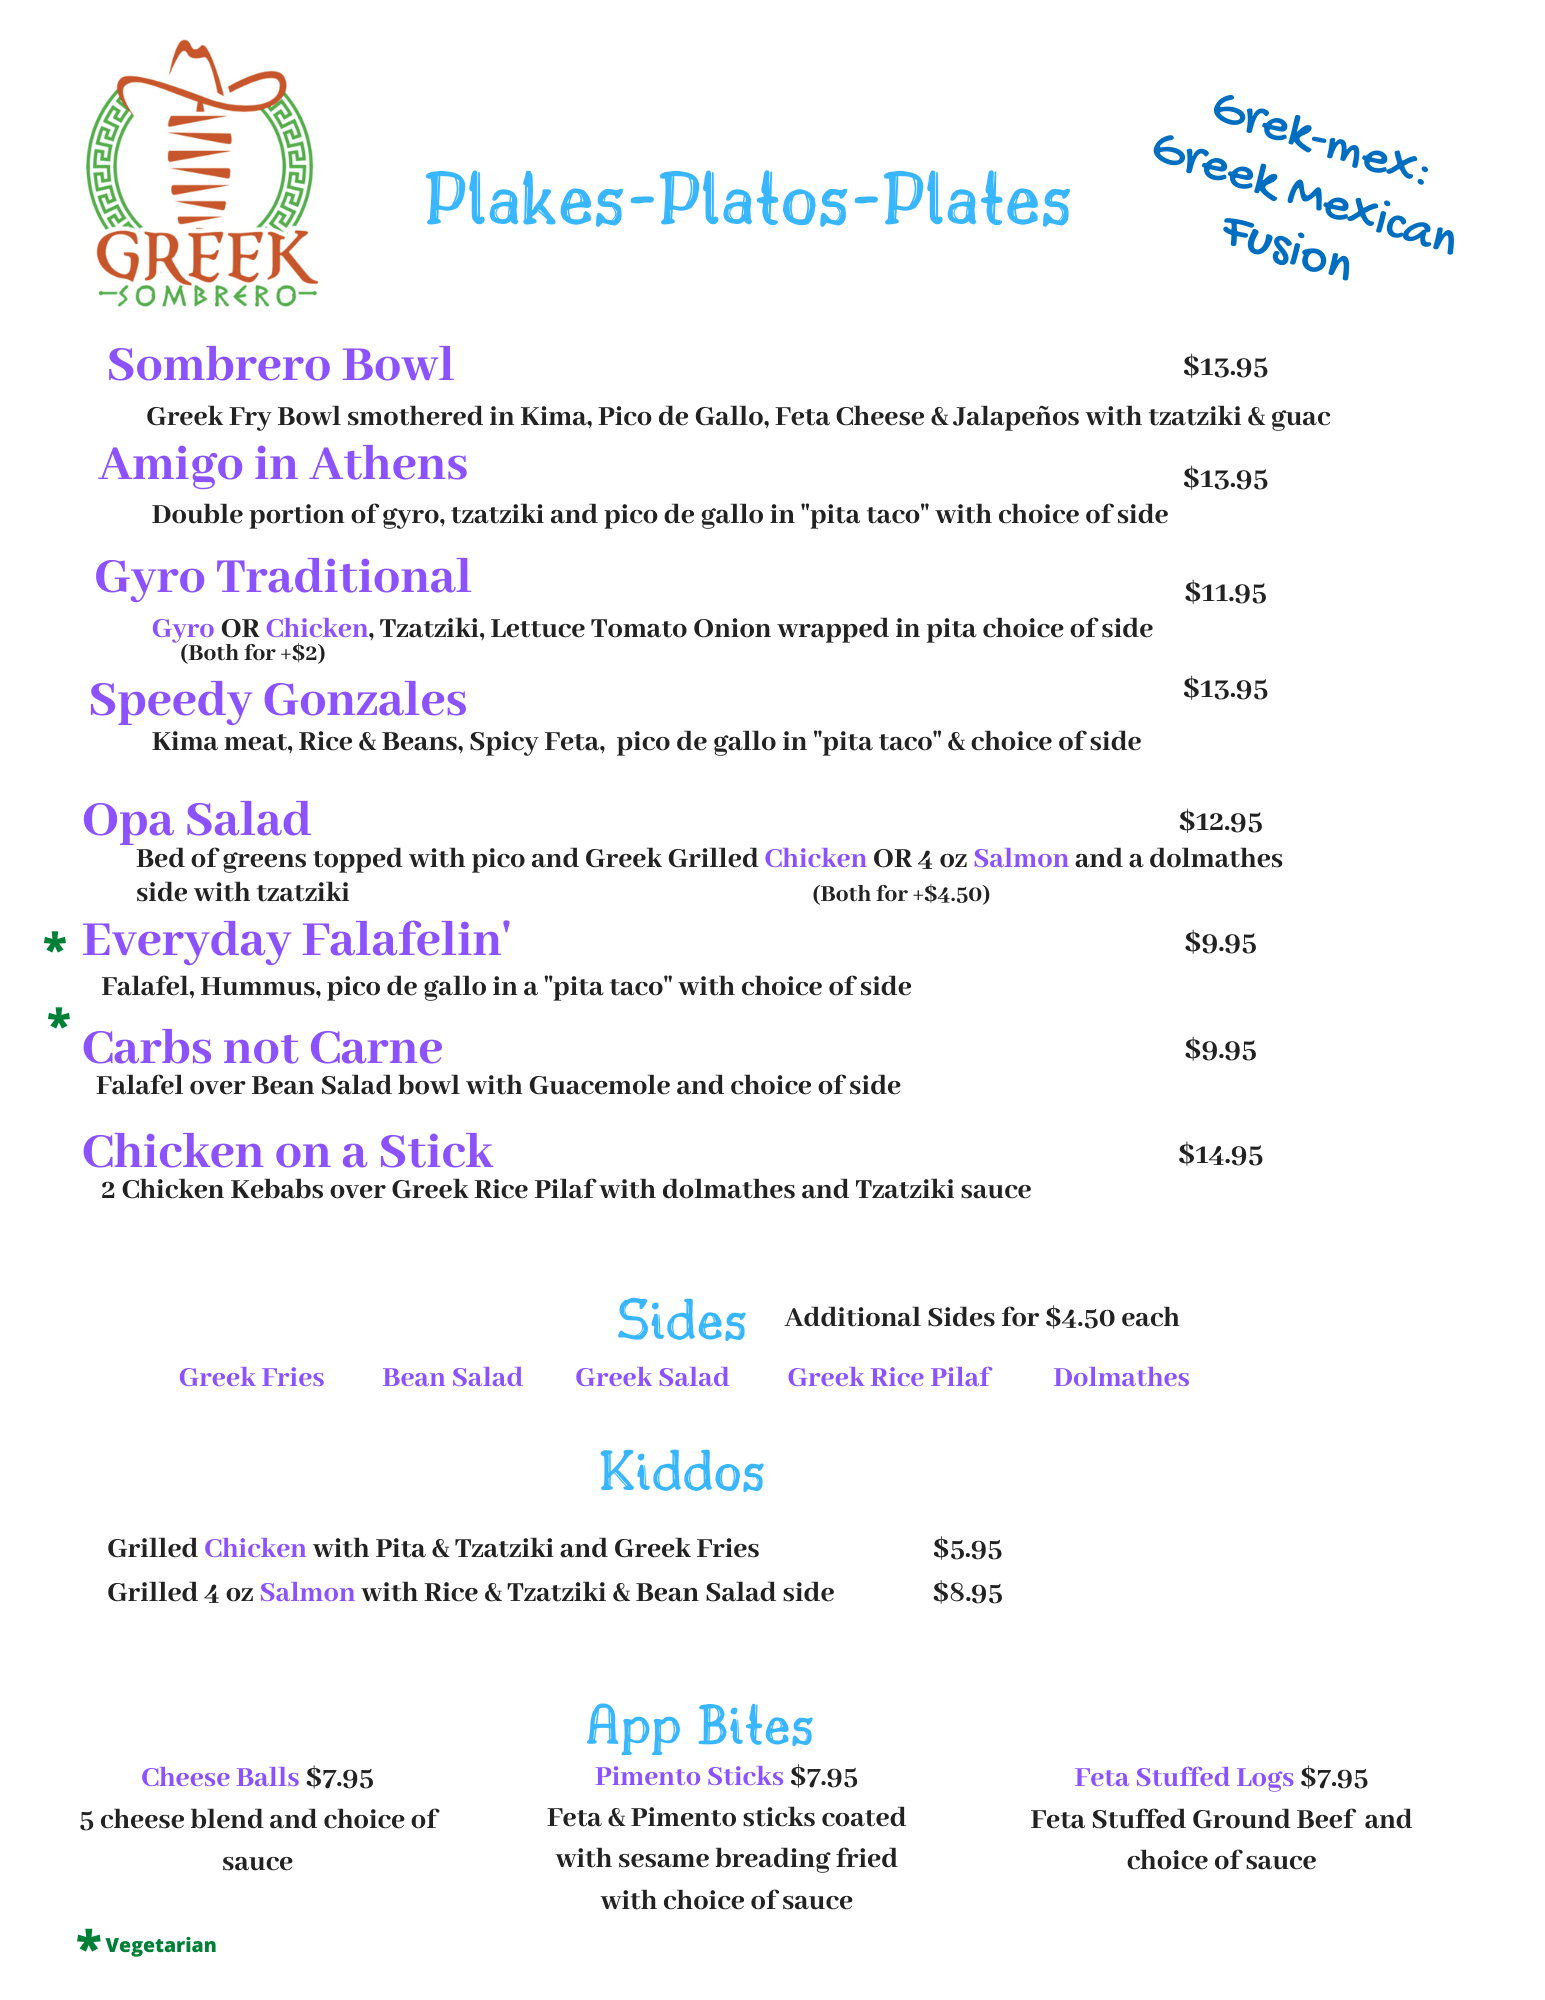 GREEK
SOMBRERO
Plakes-Platos-Plates
Grek-mex:
Greek Mexican
Fusion
Sombrero Bowl $13.95
Greek Fry Bowl smothered in Kima, Pico de Gallo, Feta Cheese & Jalapeños with tzatziki & guac
Amigo in Athens $13.95
Double portion of gyro, tzatziki and pico de gallo in "pita taco" with choice of side
Gyro Traditional $11.95
Gyro OR Chicken, Tzatziki, Lettuce Tomato Onion wrapped in pita choice of side
(Both for +$2)
Speedy Gonzales $13.95
Kima meat, Rice & Beans, Spicy Feta, pico de gallo in "pita taco" & choice of side
Opa Salad $12.95
Bed of greens topped with pico and Greek Grilled Chicken OR 4 oz Salmon and a dolmathes
side with tzatziki (Both for +$4.50)
* Everyday Falafelin' $9.95
Falafel, Hummus, pico de gallo in a "pita taco" with choice of side
* Carbs not Carne $9.95
Falafel over Bean Salad bowl with Guacemole and choice of side
Chicken on a Stick $14.95
2 Chicken Kebabs over Greek Rice Pilaf with dolmathes and Tzatziki sauce
Sides Additional Sides for $4.50 each
Greek Fries Bean Salad Greek Salad Greek Rice Pilaf Dolmathes
Kiddos
Grilled Chicken with Pita & Tzatziki and Greek Fries $5.95
Grilled 4 oz Salmon with Rice & Tzatziki & Bean Salad side $8.95
App Bites
Cheese Balls $7.95
5 cheese blend and choice of
sauce
Pimento Sticks $7.95
Feta & Pimento sticks coated
with sesame breading fried
with choice of sauce
Feta Stuffed Logs $7.95
Feta Stuffed Ground Beef and
choice of sauce
* Vegetarian